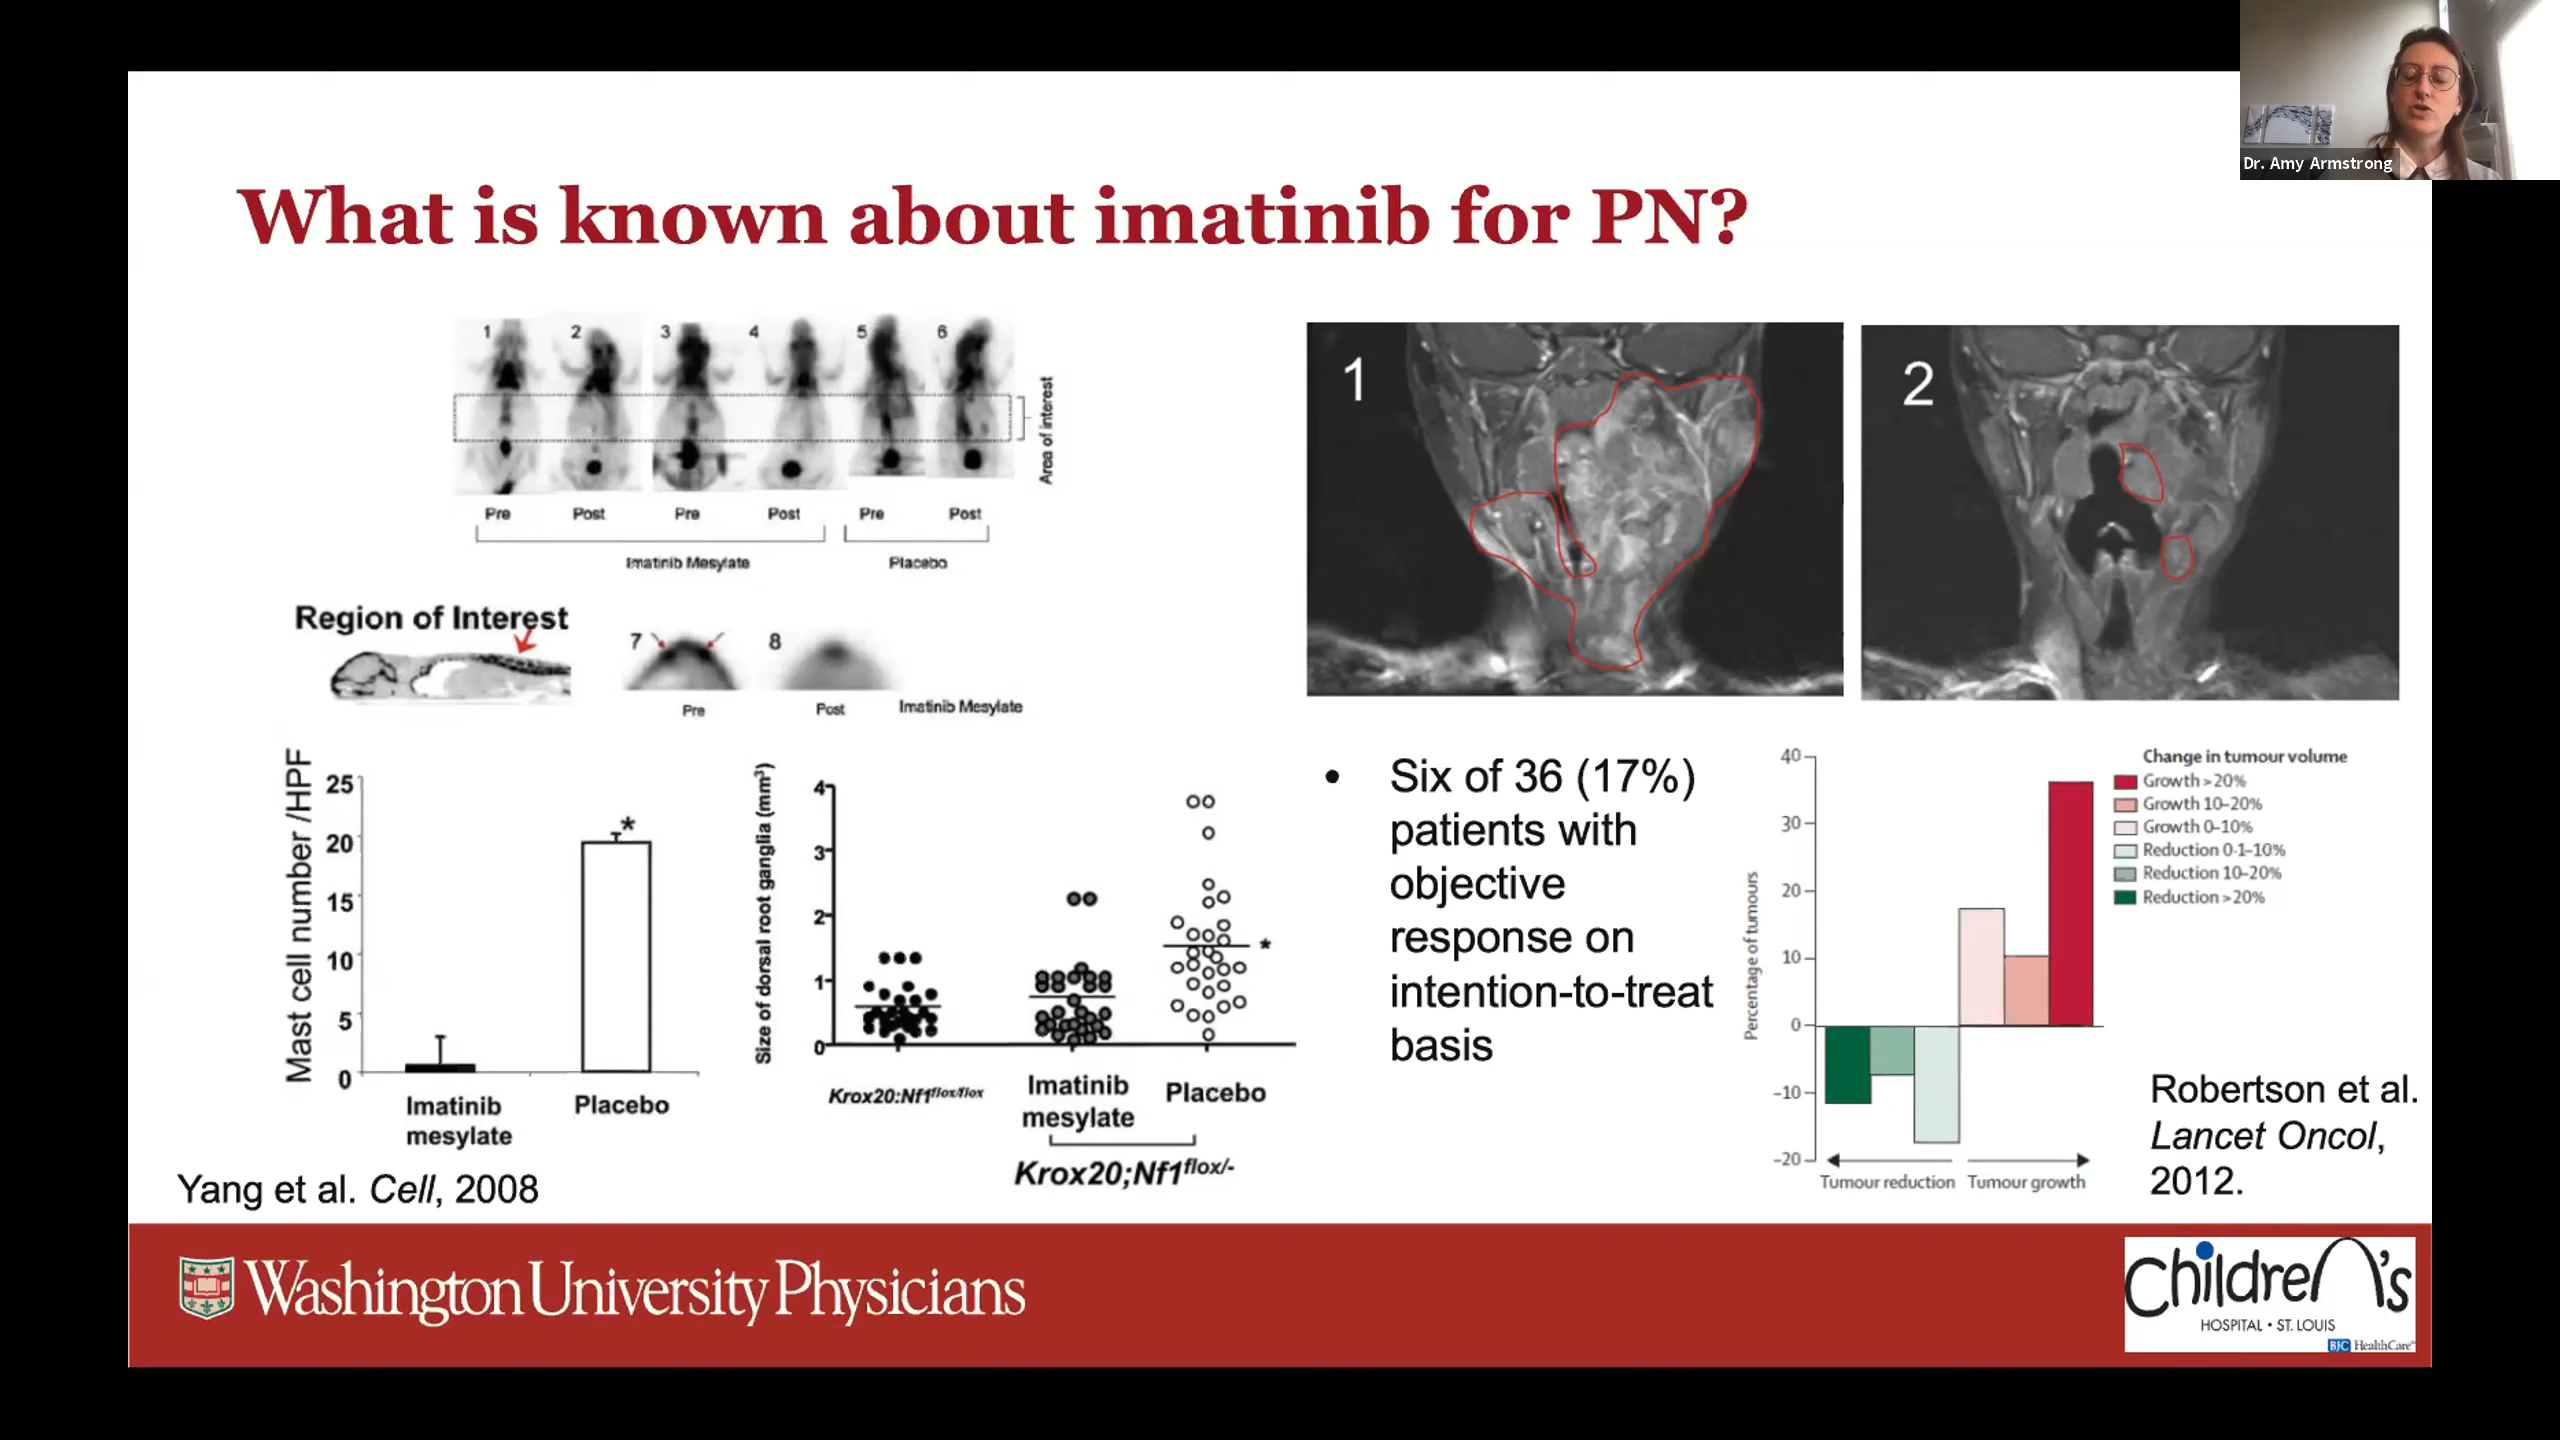 Dr. Amy Armstrong
What is known about imatinib for PN?
1 2 3 4 5 6
Area of interest
Pre Post Pre Post Pre Post
Imatinib Mesylate Placebo
Region of Interest
7 8
Pre Post Imatinib Mesylate
Mast cell number /HPF
25
20
15
10
5
0
*
Imatinib
mesylate
Placebo
Size of dorsal root ganglia (mm³)
4
3
2
1
0
*
Krox20:Nf1flox/flox
Imatinib
mesylate
Placebo
Krox20;Nf1flox/-
Yang et al. Cell, 2008
1
2
• Six of 36 (17%)
patients with
objective
response on
intention-to-treat
basis
Percentage of tumours
40
30
20
10
0
−10
−20
Tumour reduction Tumour growth
Change in tumour volume
Growth >20%
Growth 10–20%
Growth 0–10%
Reduction 0·1–10%
Reduction 10–20%
Reduction >20%
Robertson et al.
Lancet Oncol,
2012.
Washington University Physicians
Children's
HOSPITAL • ST. LOUIS
BJC HealthCare